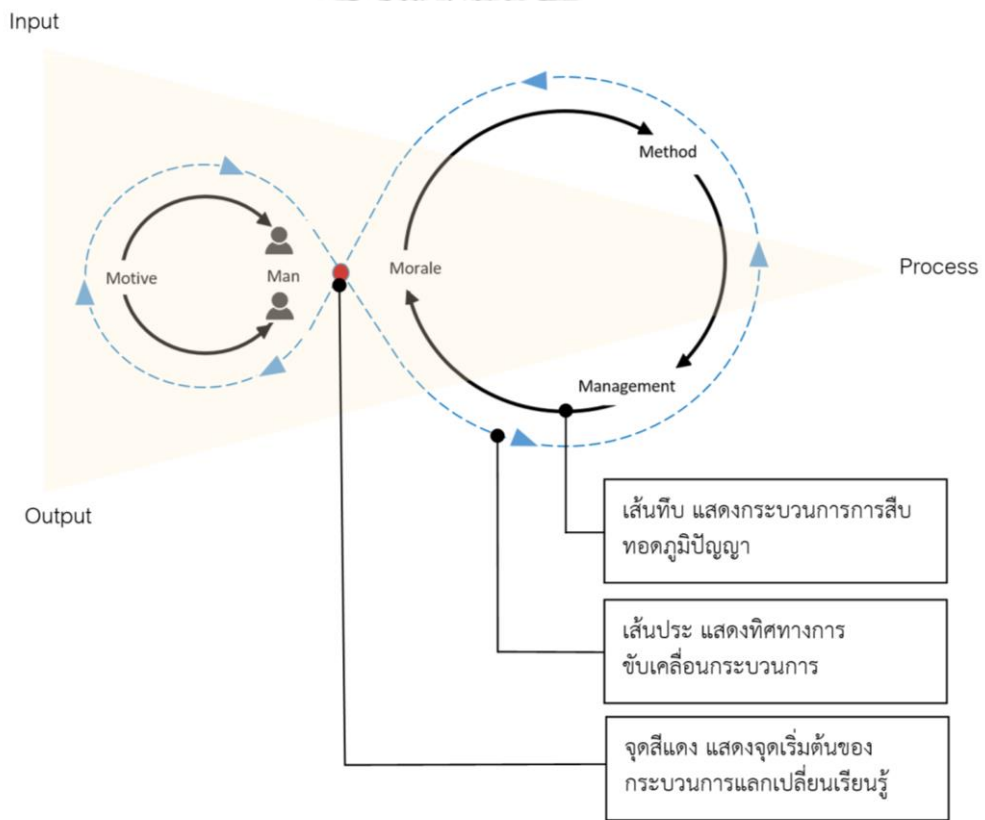 Input
Method
Process
Motive
Man
Morale
Management
Output
เส้นทึบ แสดงกระบวนการการสืบ
ทอดภูมิปัญญา
เส้นประ แสดงทิศทางการ
ขับเคลื่อนกระบวนการ
จุดสีแดง แสดงจุดเริ่มต้นของ
กระบวนการแลกเปลี่ยนเรียนรู้